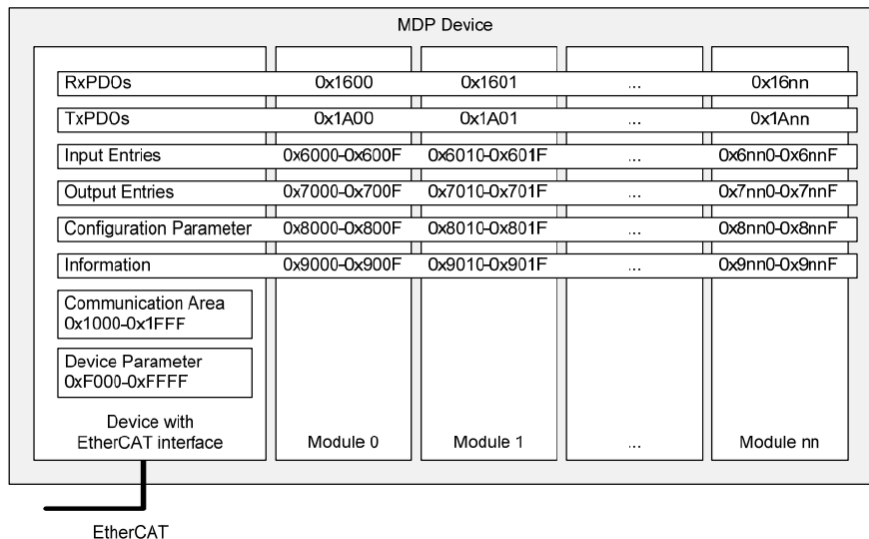 MDP Device
RxPDOs 0x1600 0x1601 ... 0x16nn
TxPDOs 0x1A00 0x1A01 ... 0x1Ann
Input Entries 0x6000-0x600F 0x6010-0x601F ... 0x6nn0-0x6nnF
Output Entries 0x7000-0x700F 0x7010-0x701F ... 0x7nn0-0x7nnF
Configuration Parameter 0x8000-0x800F 0x8010-0x801F ... 0x8nn0-0x8nnF
Information 0x9000-0x900F 0x9010-0x901F ... 0x9nn0-0x9nnF
Communication Area
0x1000-0x1FFF
Device Parameter
0xF000-0xFFFF
Device with
EtherCAT interface Module 0 Module 1 ... Module nn
EtherCAT